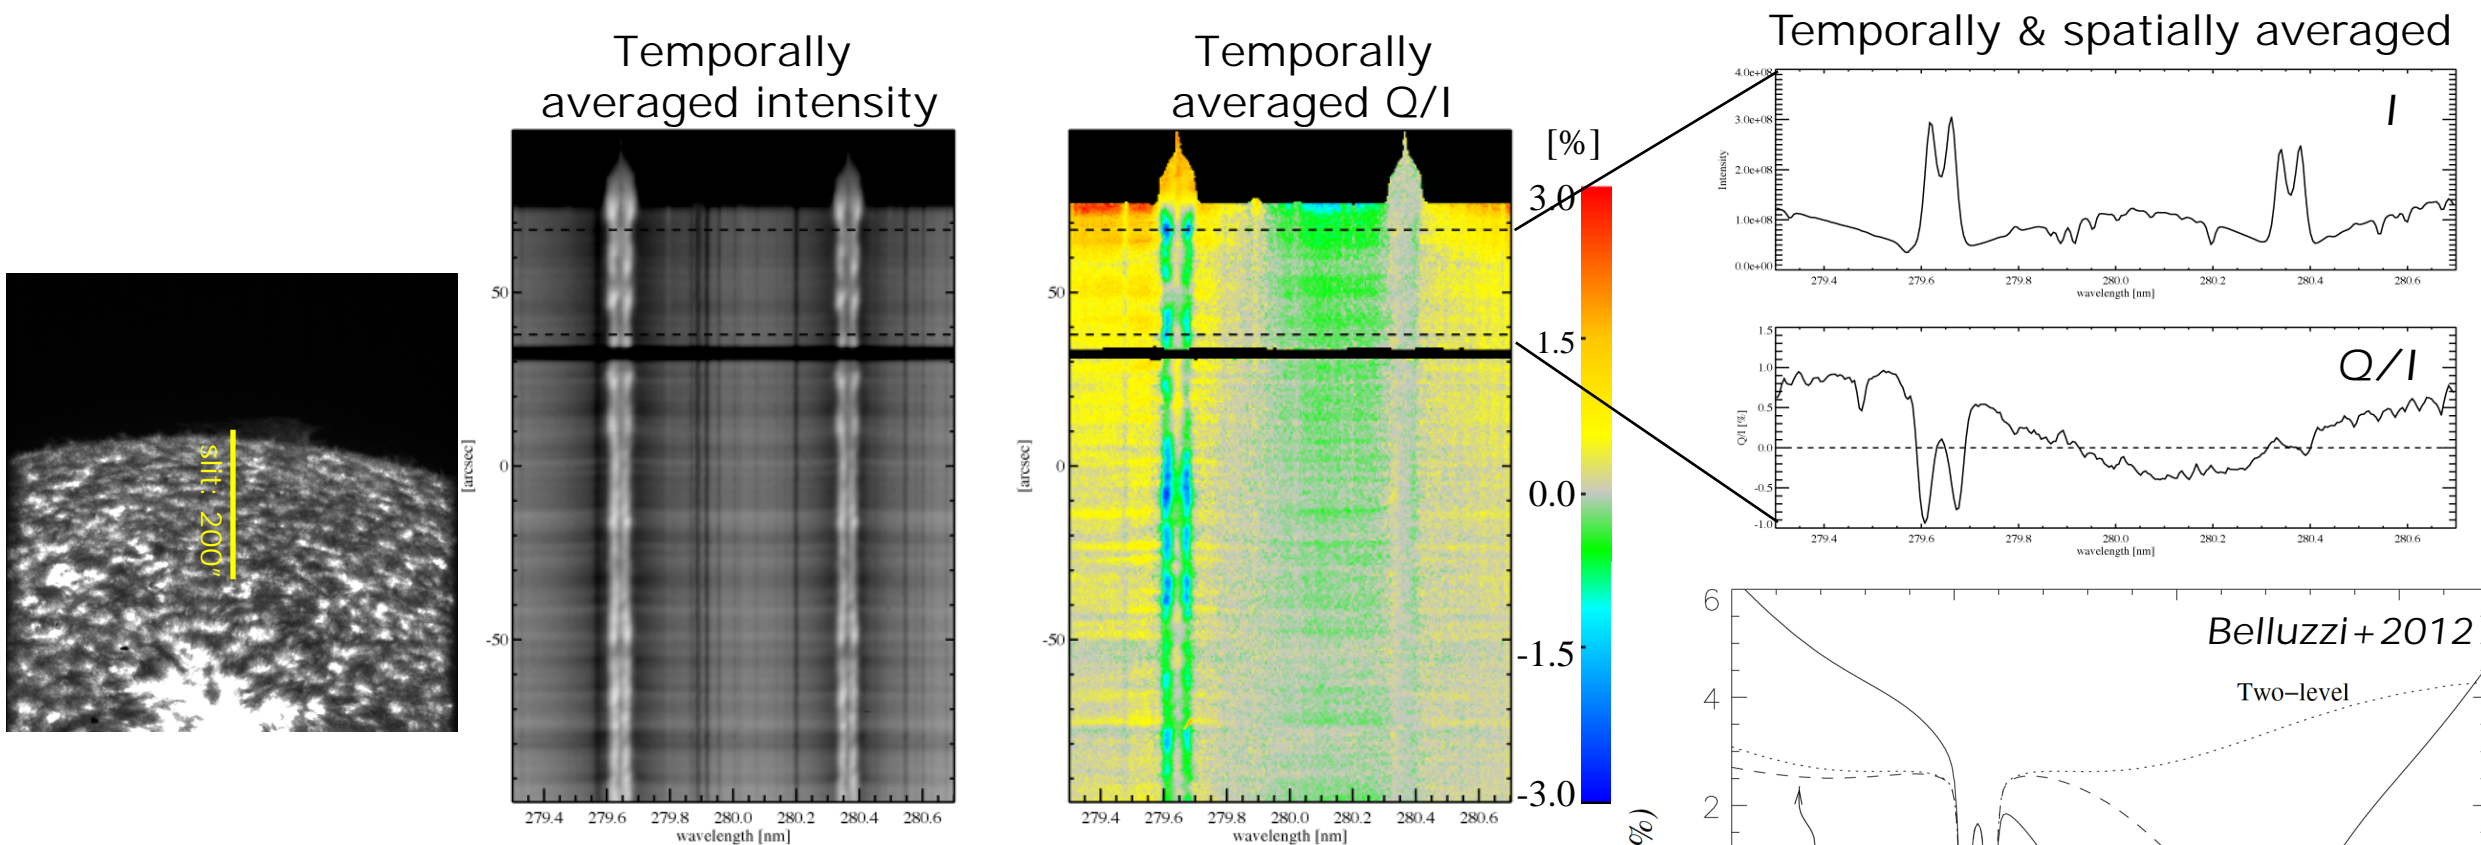 Temporally
averaged intensity
Temporally
averaged Q/I
Temporally & spatially averaged
slit: 200"
50
0
-50
[arcsec]
279.4 279.6 279.8 280.0 280.2 280.4 280.6
wavelength [nm]
50
0
-50
[arcsec]
279.4 279.6 279.8 280.0 280.2 280.4 280.6
wavelength [nm]
[%]
3.0
1.5
0.0
-1.5
-3.0
I
4.0e+08
3.0e+08
2.0e+08
1.0e+08
0.0e+00
Intensity
279.4 279.6 279.8 280.0 280.2 280.4 280.6
wavelength [nm]
Q/I
1.5
1.0
0.5
0.0
-0.5
-1.0
Q/I [%]
279.4 279.6 279.8 280.0 280.2 280.4 280.6
wavelength [nm]
Belluzzi+2012
Two-level
6
4
2
%)